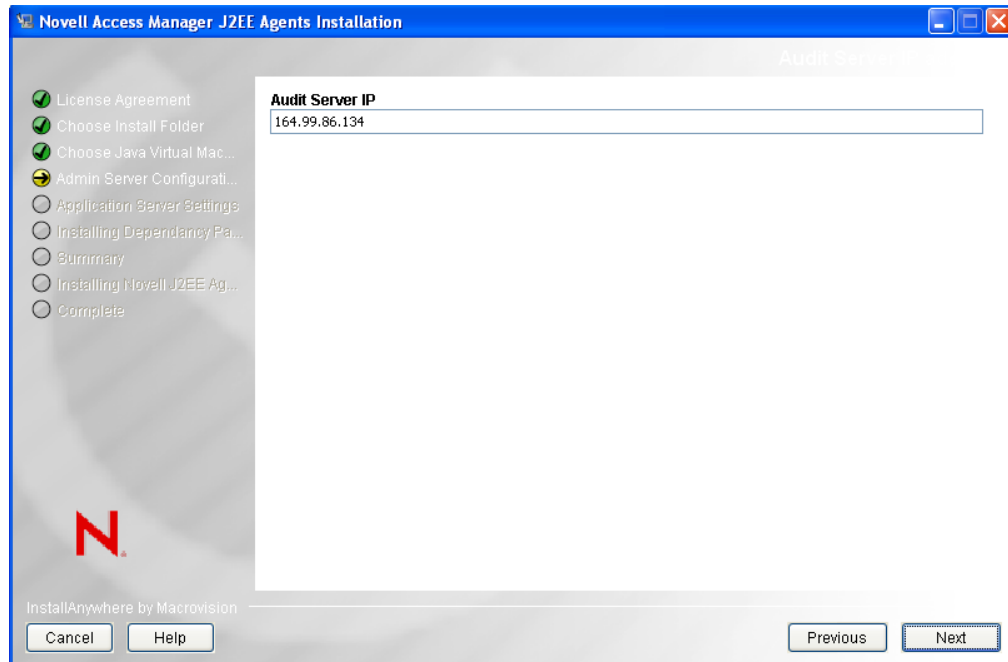 Novell Access Manager J2EE Agents Installation
Audit Server
License Agreement
Choose Install Folder
Choose Java Virtual Mac...
Admin Server Configurati...
Application Server Settings
Installing Dependancy Pa...
Summary
Installing Novell J2EE Ag...
Complete
Audit Server IP
164.99.86.134
N
InstallAnywhere by Macrovision
Cancel
Help
Previous
Next